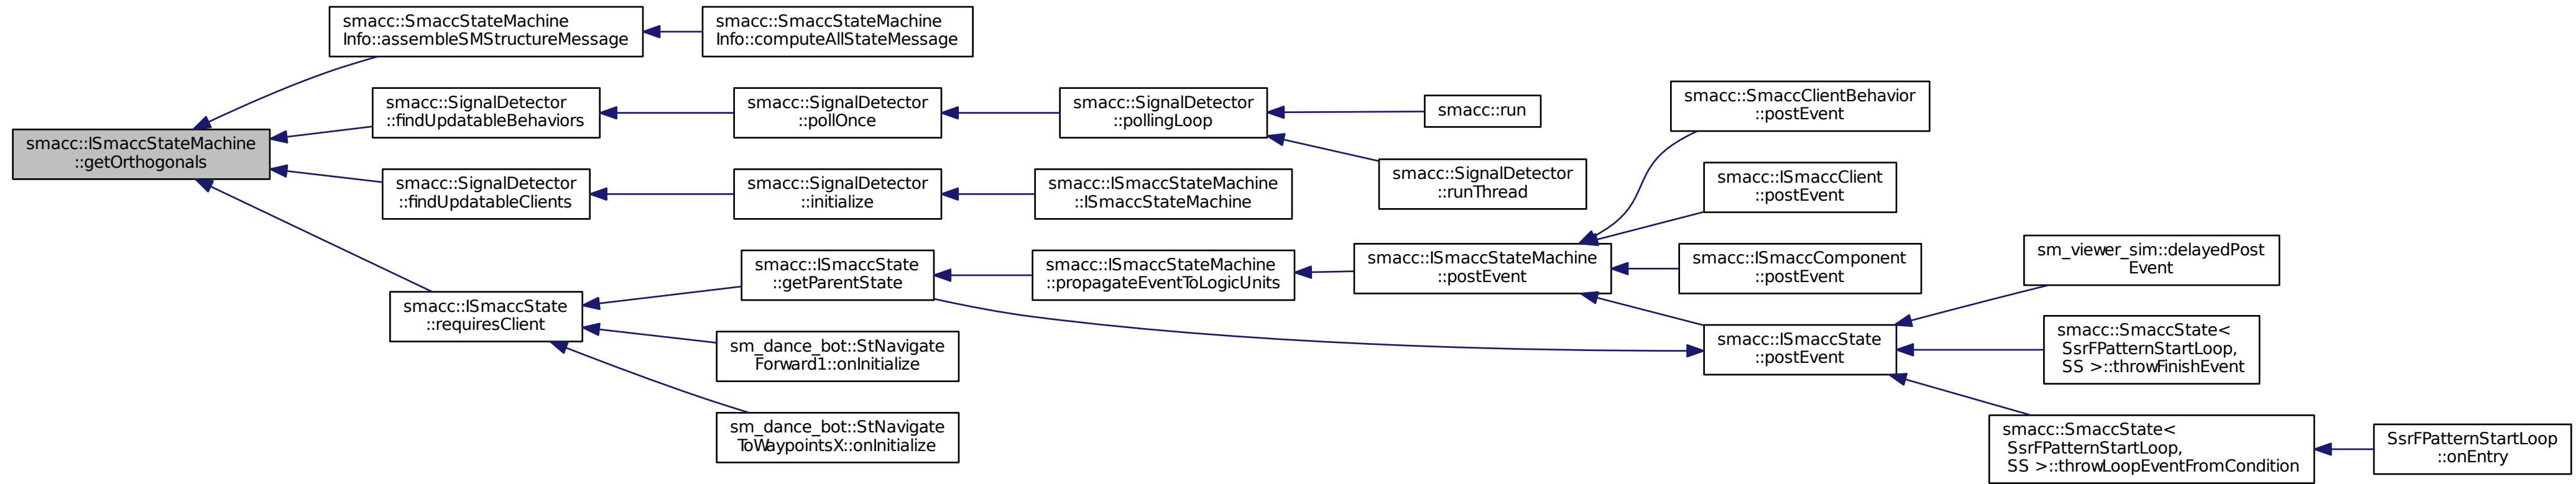 smacc::SmaccStateMachine
Info::assembleSMStructureMessage
smacc::SmaccStateMachine
Info::computeAllStateMessage
smacc::ISmaccStateMachine
::getOrthogonals
smacc::SignalDetector
::findUpdatableBehaviors
smacc::SignalDetector
::pollOnce
smacc::SignalDetector
::pollingLoop
smacc::run
smacc::SignalDetector
::runThread
smacc::SignalDetector
::findUpdatableClients
smacc::SignalDetector
::initialize
smacc::ISmaccStateMachine
::ISmaccStateMachine
smacc::ISmaccState
::requiresClient
smacc::ISmaccState
::getParentState
smacc::ISmaccStateMachine
::propagateEventToLogicUnits
smacc::ISmaccStateMachine
::postEvent
smacc::SmaccClientBehavior
::postEvent
smacc::ISmaccClient
::postEvent
smacc::ISmaccComponent
::postEvent
smacc::ISmaccState
::postEvent
sm_viewer_sim::delayedPost
Event
smacc::SmaccState<
SsrFPatternStartLoop,
SS >::throwFinishEvent
smacc::SmaccState<
SsrFPatternStartLoop,
SS >::throwLoopEventFromCondition
SsrFPatternStartLoop
::onEntry
sm_dance_bot::StNavigate
Forward1::onInitialize
sm_dance_bot::StNavigate
ToWaypointsX::onInitialize